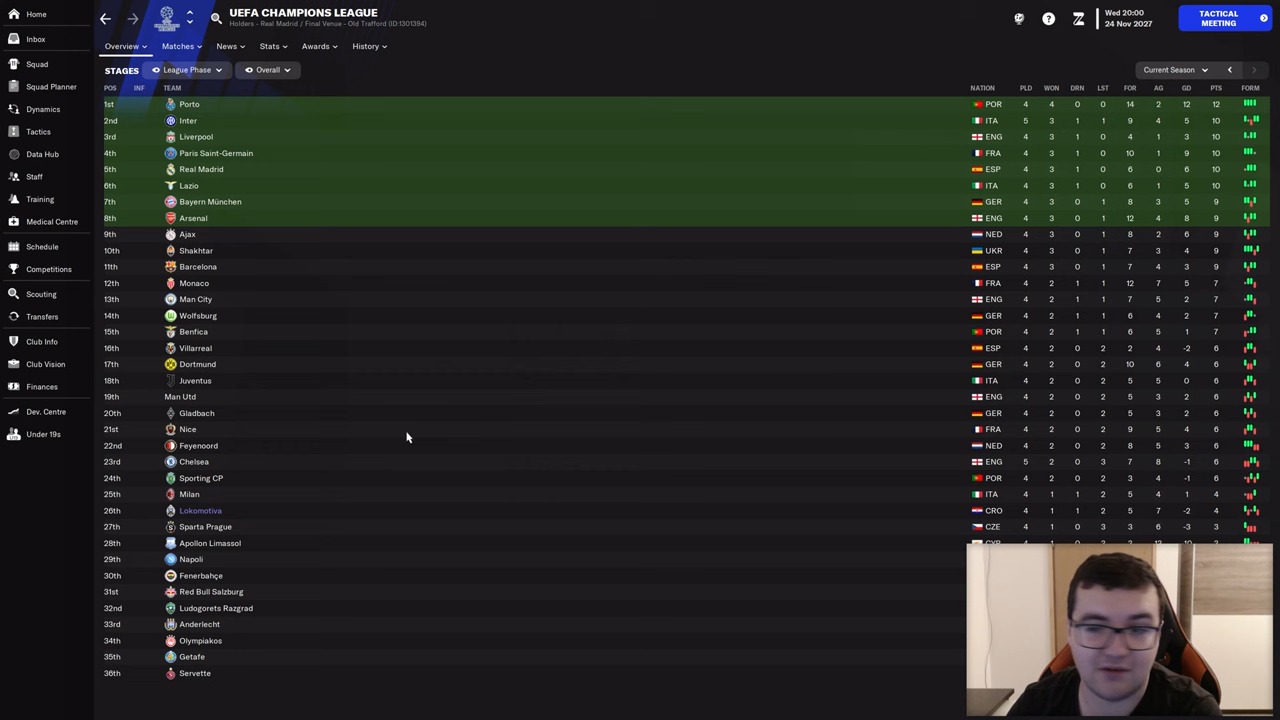 Home
Inbox
Squad
Squad Planner
Dynamics
Tactics
Data Hub
Staff
Training
Medical Centre
Schedule
Competitions
Scouting
Transfers
Club Info
Club Vision
Finances
Dev. Centre
Under 19s
UEFA CHAMPIONS LEAGUE
Holders - Real Madrid / Final Venue - Old Trafford (ID:1301394)
Wed 20:00
24 Nov 2027
TACTICAL MEETING
Overview Matches News Stats Awards History
STAGES League Phase Overall Current Season
POS INF TEAM NATION PLD WON DRN LST FOR AG GD PTS FORM
1st Porto POR 4 4 0 0 14 2 12 12
2nd Inter ITA 5 3 1 1 9 4 5 10
3rd Liverpool ENG 4 3 1 0 4 1 3 10
4th Paris Saint-Germain FRA 4 3 1 0 10 1 9 10
5th Real Madrid ESP 4 3 1 0 6 0 6 10
6th Lazio ITA 4 3 1 0 6 1 5 10
7th Bayern München GER 4 3 0 1 8 3 5 9
8th Arsenal ENG 4 3 0 1 12 4 8 9
9th Ajax NED 4 3 0 1 8 2 6 9
10th Shakhtar UKR 4 3 0 1 7 3 4 9
11th Barcelona ESP 4 3 0 1 7 4 3 9
12th Monaco FRA 4 2 1 1 12 7 5 7
13th Man City ENG 4 2 1 1 7 5 2 7
14th Wolfsburg GER 4 2 1 1 6 4 2 7
15th Benfica POR 4 2 1 1 6 5 1 7
16th Villarreal ESP 4 2 0 2 2 4 -2 6
17th Dortmund GER 4 2 0 2 10 6 4 6
18th Juventus ITA 4 2 0 2 5 5 0 6
19th Man Utd ENG 4 2 0 2 5 3 2 6
20th Gladbach GER 4 2 0 2 5 3 2 6
21st Nice FRA 4 2 0 2 9 5 4 6
22nd Feyenoord NED 4 2 0 2 8 5 3 6
23rd Chelsea ENG 5 2 0 3 7 8 -1 6
24th Sporting CP POR 4 2 0 2 3 4 -1 6
25th Milan ITA 4 1 1 2 5 4 1 4
26th Lokomotiva CRO 4 1 1 2 5 7 -2 4
27th Sparta Prague CZE 4 1 0 3 3 6 -3 3
28th Apollon Limassol
29th Napoli
30th Fenerbahçe
31st Red Bull Salzburg
32nd Ludogorets Razgrad
33rd Anderlecht
34th Olympiakos
35th Getafe
36th Servette